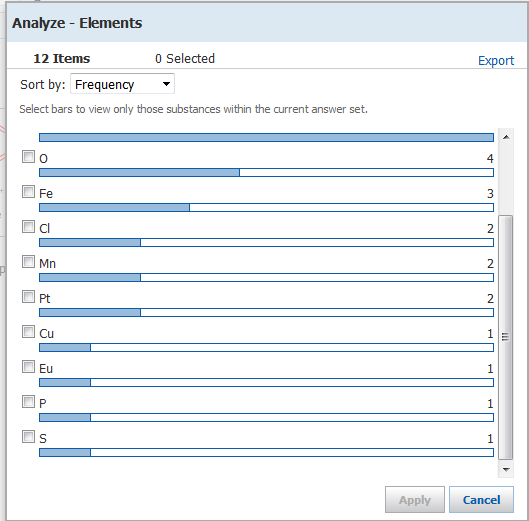 Analyze - Elements
12 Items 0 Selected Export
Sort by: Frequency
Select bars to view only those substances within the current answer set.
O 4
Fe 3
Cl 2
Mn 2
Pt 2
Cu 1
Eu 1
P 1
S 1
Apply Cancel